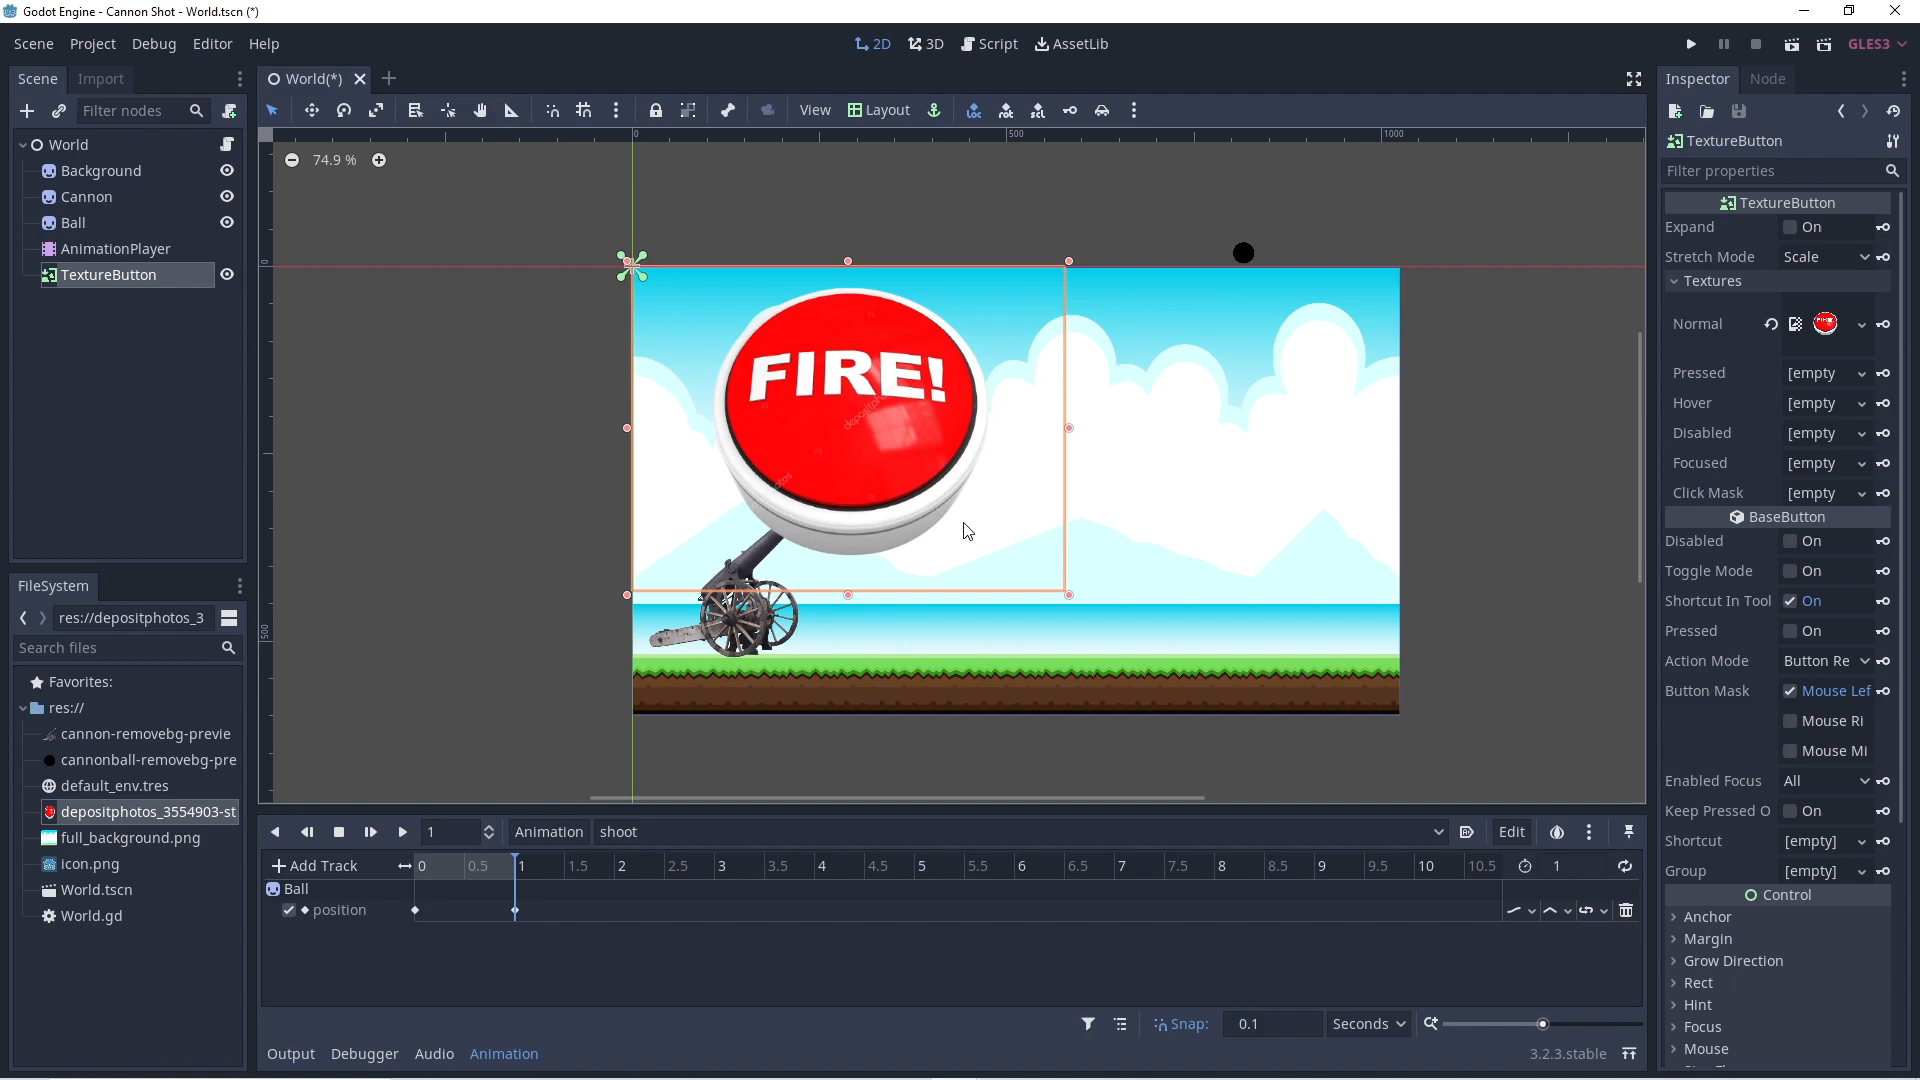 Godot Engine - Cannon Shot - World.tscn (*)
Scene Project Debug Editor Help
2D 3D Script AssetLib
GLES3
Scene Import
World(*)
Inspector Node
Filter nodes
View Layout
World
Background
Cannon
Ball
AnimationPlayer
TextureButton
74.9 %
0 500 1000
0
500
FIRE!
depositphotos
TextureButton
Filter properties
TextureButton
Expand On
Stretch Mode Scale
Textures
Normal
Pressed [empty
Hover [empty
Disabled [empty
Focused [empty
Click Mask [empty
BaseButton
Disabled On
Toggle Mode On
Shortcut In Tool On
Pressed On
Action Mode Button Re
Button Mask Mouse Lef
Mouse Ri
Mouse Mi
Enabled Focus All
Keep Pressed O On
Shortcut [empty]
Group [empty]
Control
Anchor
Margin
Grow Direction
Rect
Hint
Focus
Mouse
FileSystem
res://depositphotos_3
Search files
Favorites:
res://
cannon-removebg-previe
cannonball-removebg-pre
default_env.tres
depositphotos_3554903-st
full_background.png
icon.png
World.tscn
World.gd
1 Animation shoot Edit
Add Track 0 0.5 1 1.5 2 2.5 3 3.5 4 4.5 5 5.5 6 6.5 7 7.5 8 8.5 9 9.5 10 10.5 1
Ball
position
Snap: 0.1 Seconds
Output Debugger Audio Animation
3.2.3.stable